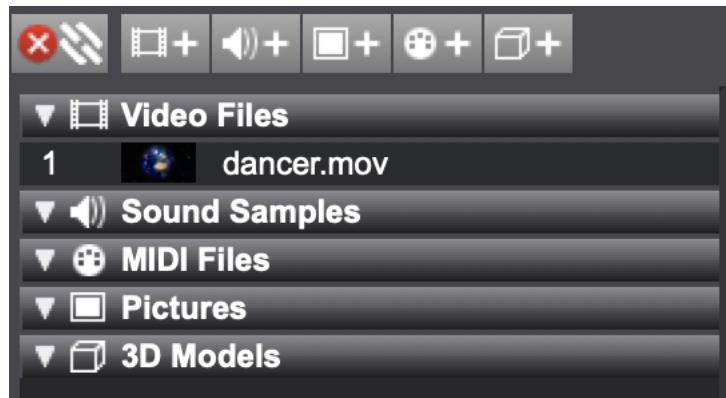 Video Files
1 dancer.mov
Sound Samples
MIDI Files
Pictures
3D Models